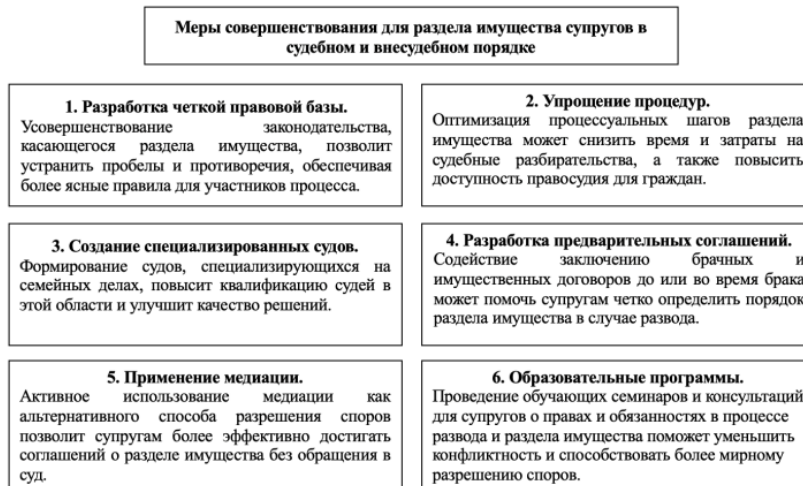 Меры совершенствования для раздела имущества супругов в
судебном и внесудебном порядке
1. Разработка четкой правовой базы.
Усовершенствование законодательства,
касающегося раздела имущества, позволит
устранить пробелы и противоречия, обеспечивая
более ясные правила для участников процесса.
2. Упрощение процедур.
Оптимизация процессуальных шагов раздела
имущества может снизить время и затраты на
судебные разбирательства, а также повысить
доступность правосудия для граждан.
3. Создание специализированных судов.
Формирование судов, специализирующихся на
семейных делах, повысит квалификацию судей в
этой области и улучшит качество решений.
4. Разработка предварительных соглашений.
Содействие заключению брачных и
имущественных договоров до или во время брака
может помочь супругам четко определить порядок
раздела имущества в случае развода.
5. Применение медиации.
Активное использование медиации как
альтернативного способа разрешения споров
позволит супругам более эффективно достигать
соглашений о разделе имущества без обращения в
суд.
6. Образовательные программы.
Проведение обучающих семинаров и консультаций
для супругов о правах и обязанностях в процессе
развода и раздела имущества поможет уменьшить
конфликтность и способствовать более мирному
разрешению споров.